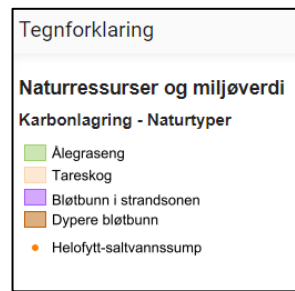 Tegnforklaring
Naturressurser og miljøverdi
Karbonlagring - Naturtyper
Ålegraseng
Tareskog
Bløtbunn i strandsonen
Dypere bløtbunn
Helofytt-saltvannssump